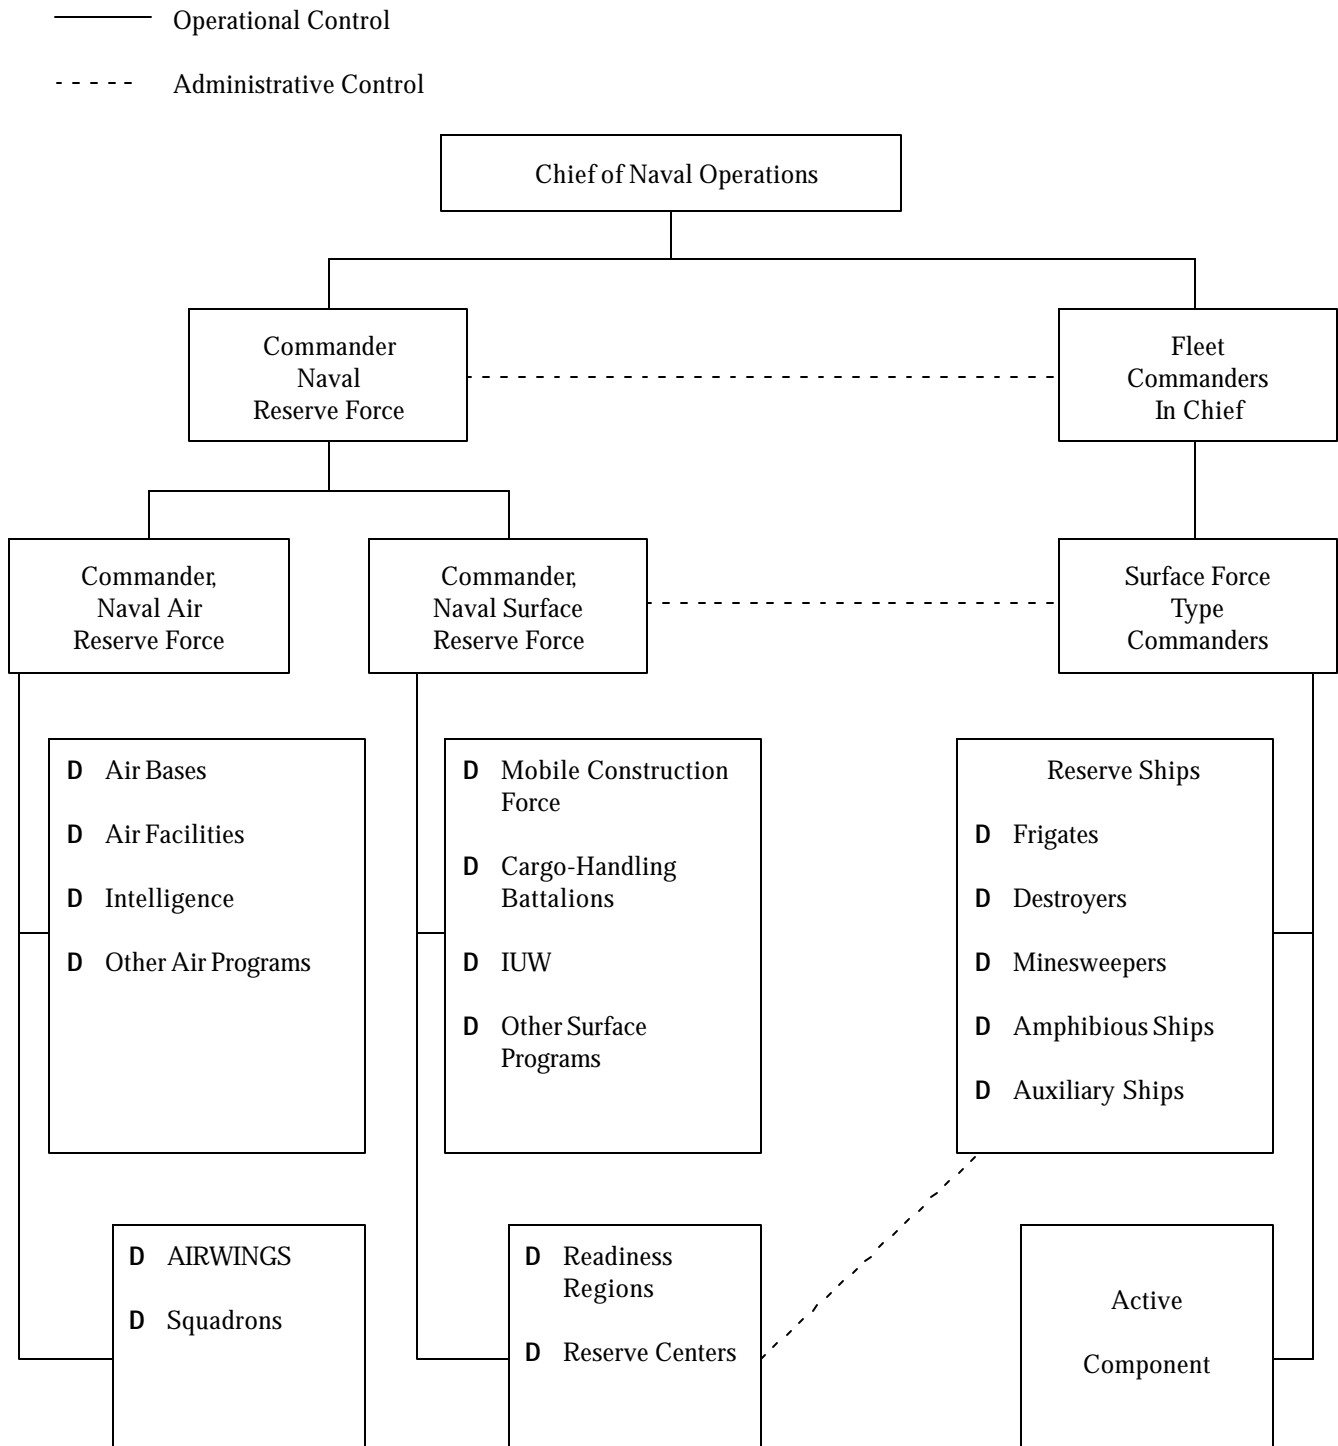 Operational Control
Administrative Control
Chief of Naval Operations
Commander
Naval
Reserve Force
Fleet
Commanders
In Chief
Commander,
Naval Air
Reserve Force
Commander,
Naval Surface
Reserve Force
Surface Force
Type
Commanders
D Air Bases
D Air Facilities
D Intelligence
D Other Air Programs
D Mobile Construction
Force
D Cargo-Handling
Battalions
D IUW
D Other Surface
Programs
Reserve Ships
D Frigates
D Destroyers
D Minesweepers
D Amphibious Ships
D Auxiliary Ships
D AIRWINGS
D Squadrons
D Readiness
Regions
D Reserve Centers
Active
Component